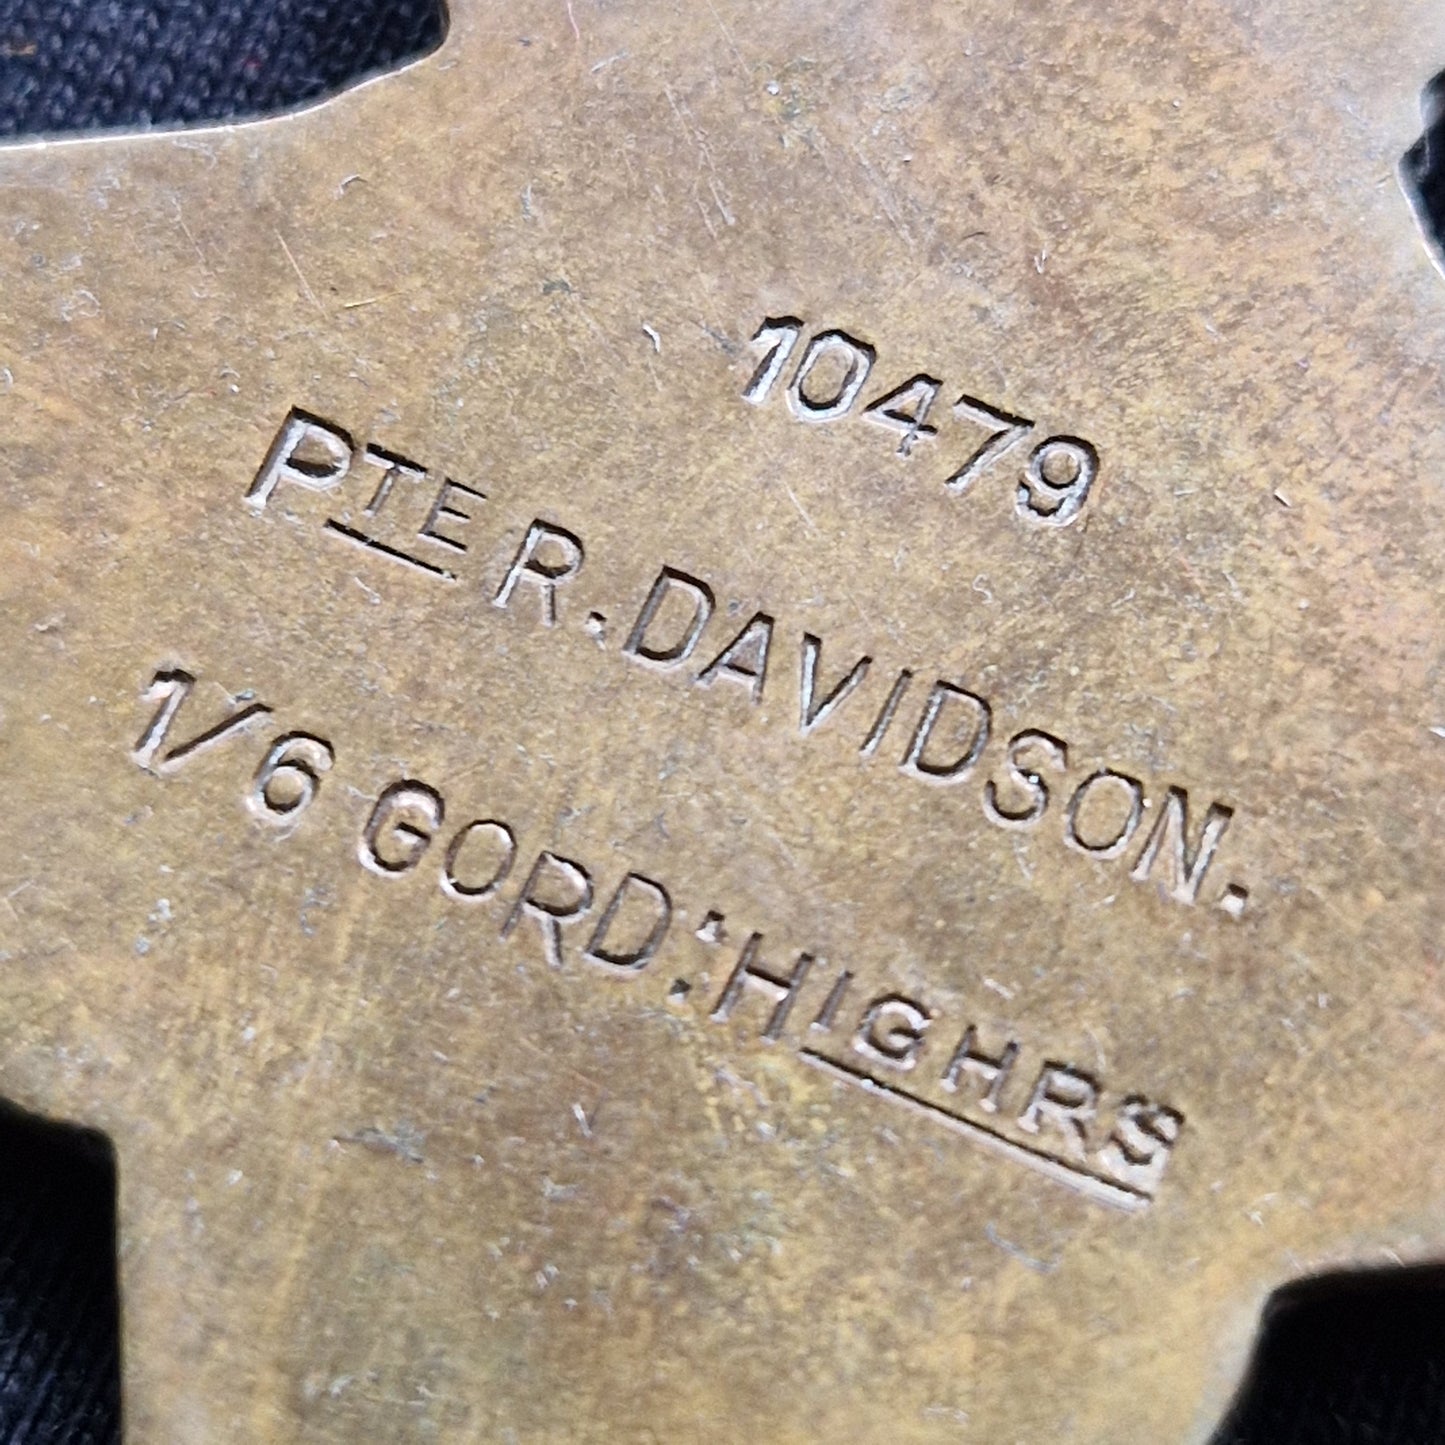 10479
PTE R. DAVIDSON.
1/6 GORD: HIGHRS